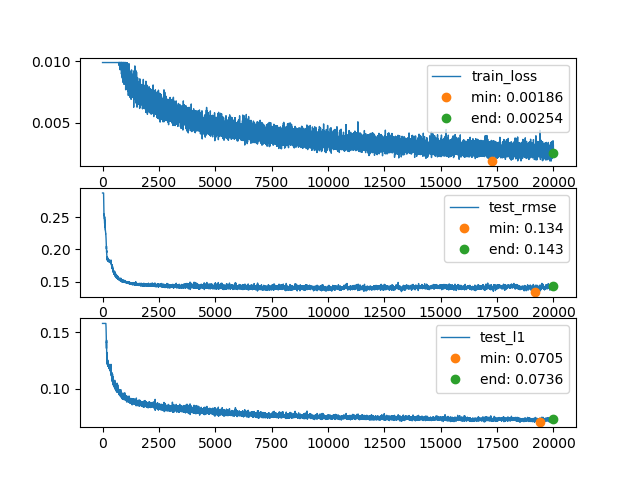 0.010
0.005
train_loss
min: 0.00186
end: 0.00254
0 2500 5000 7500 10000 12500 15000 17500 20000
0.25
0.20
0.15
test_rmse
min: 0.134
end: 0.143
0 2500 5000 7500 10000 12500 15000 17500 20000
0.15
0.10
test_l1
min: 0.0705
end: 0.0736
0 2500 5000 7500 10000 12500 15000 17500 20000